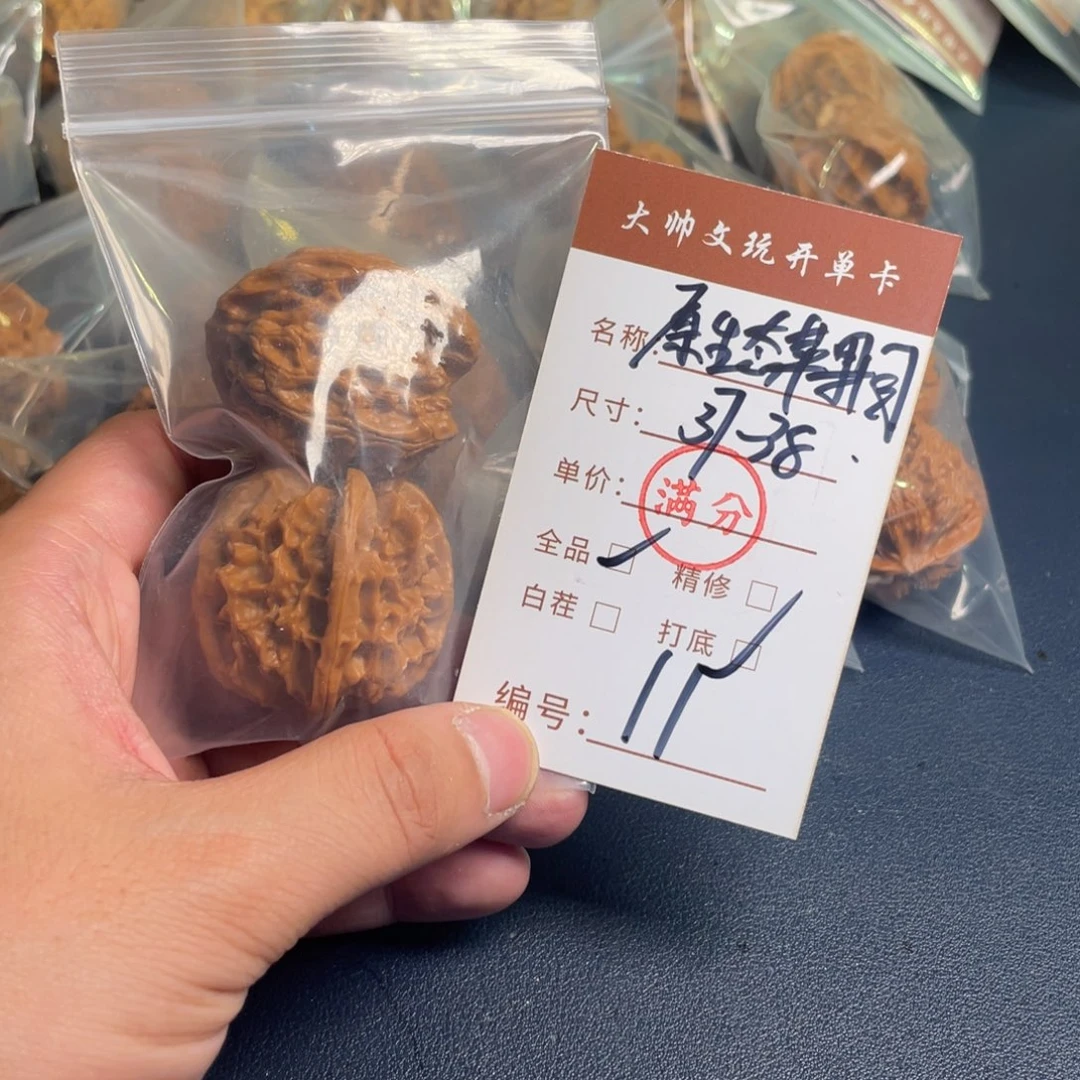 大帅文玩开单卡
名称: 原生态
尺寸: 37-38.
单价: 满分
全品 精修
白茬 打底
编号: 11